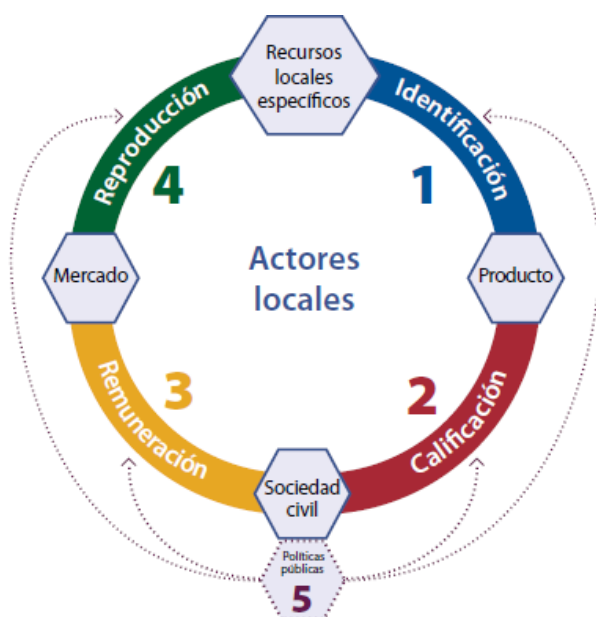 Recursos
locales
específicos
Identificación
1
Producto
2
Calificación
Sociedad
civil
3
Remuneración
Mercado
4
Reproducción
Actores
locales
Políticas
públicas
5